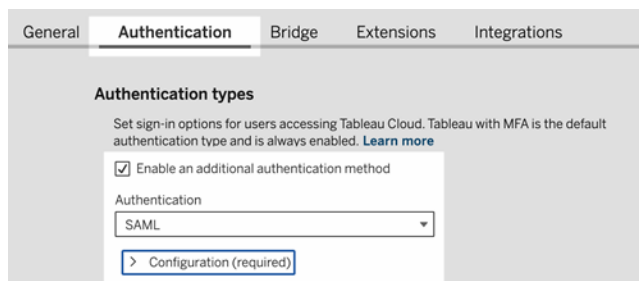 General Authentication Bridge Extensions Integrations
Authentication types
Set sign-in options for users accessing Tableau Cloud. Tableau with MFA is the default
authentication type and is always enabled. Learn more
Enable an additional authentication method
Authentication
SAML
Configuration (required)